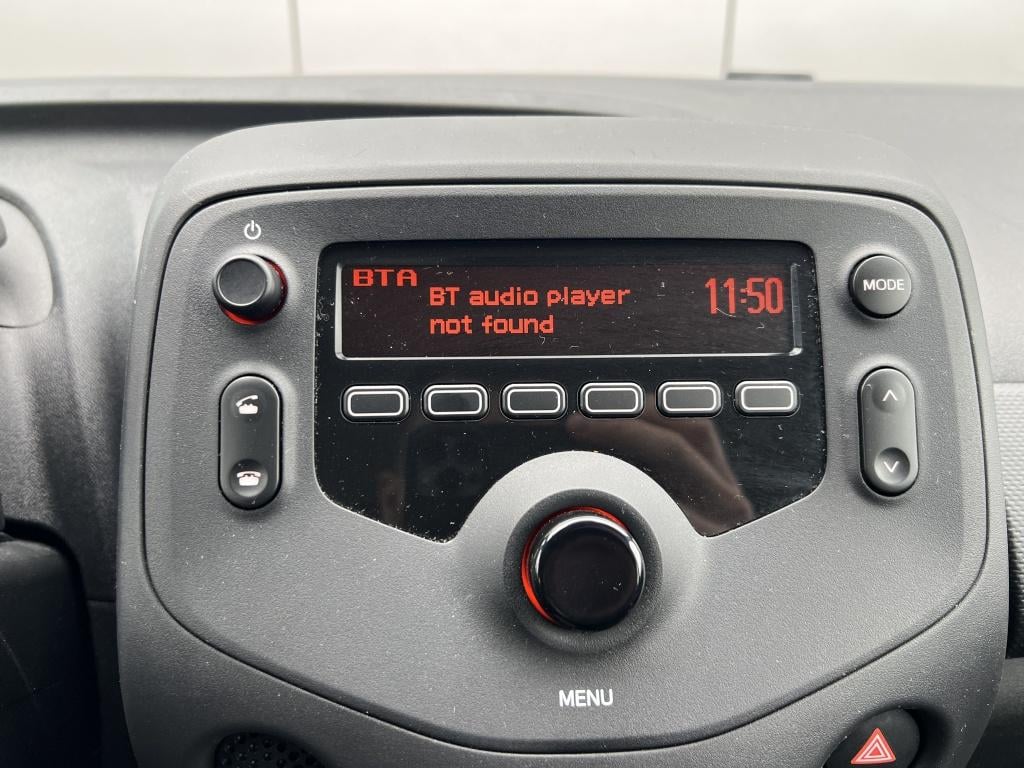 BTA
BT audio player
not found
11:50
MODE
MENU